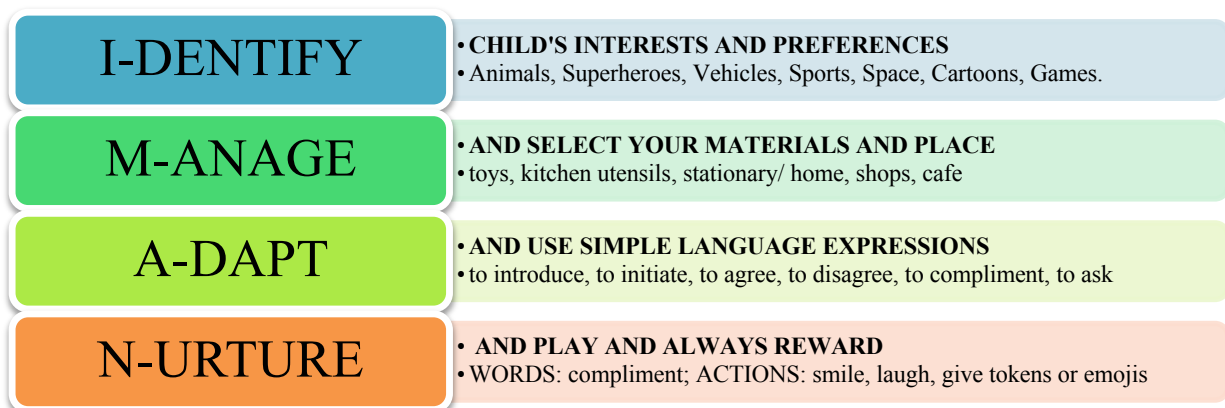 I-DENTIFY
• CHILD'S INTERESTS AND PREFERENCES
• Animals, Superheroes, Vehicles, Sports, Space, Cartoons, Games.
M-ANAGE
• AND SELECT YOUR MATERIALS AND PLACE
• toys, kitchen utensils, stationary/ home, shops, cafe
A-DAPT
• AND USE SIMPLE LANGUAGE EXPRESSIONS
• to introduce, to initiate, to agree, to disagree, to compliment, to ask
N-URTURE
• AND PLAY AND ALWAYS REWARD
• WORDS: compliment; ACTIONS: smile, laugh, give tokens or emojis